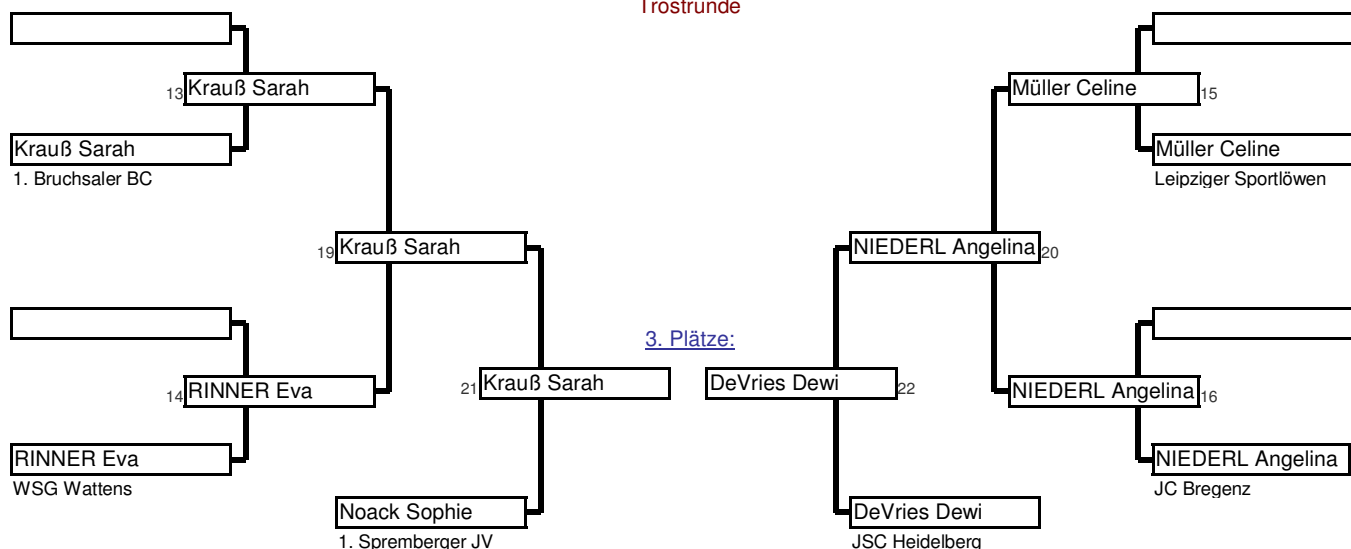 Trostrunde
13 Krauß Sarah
Müller Celine 15
Krauß Sarah
1. Bruchsaler BC
Müller Celine
Leipziger Sportlöwen
19 Krauß Sarah
NIEDERL Angelina 20
3. Plätze:
14 RINNER Eva
21 Krauß Sarah
DeVries Dewi 22
NIEDERL Angelina 16
RINNER Eva
WSG Wattens
NIEDERL Angelina
JC Bregenz
Noack Sophie
1. Spremberger JV
DeVries Dewi
JSC Heidelberg